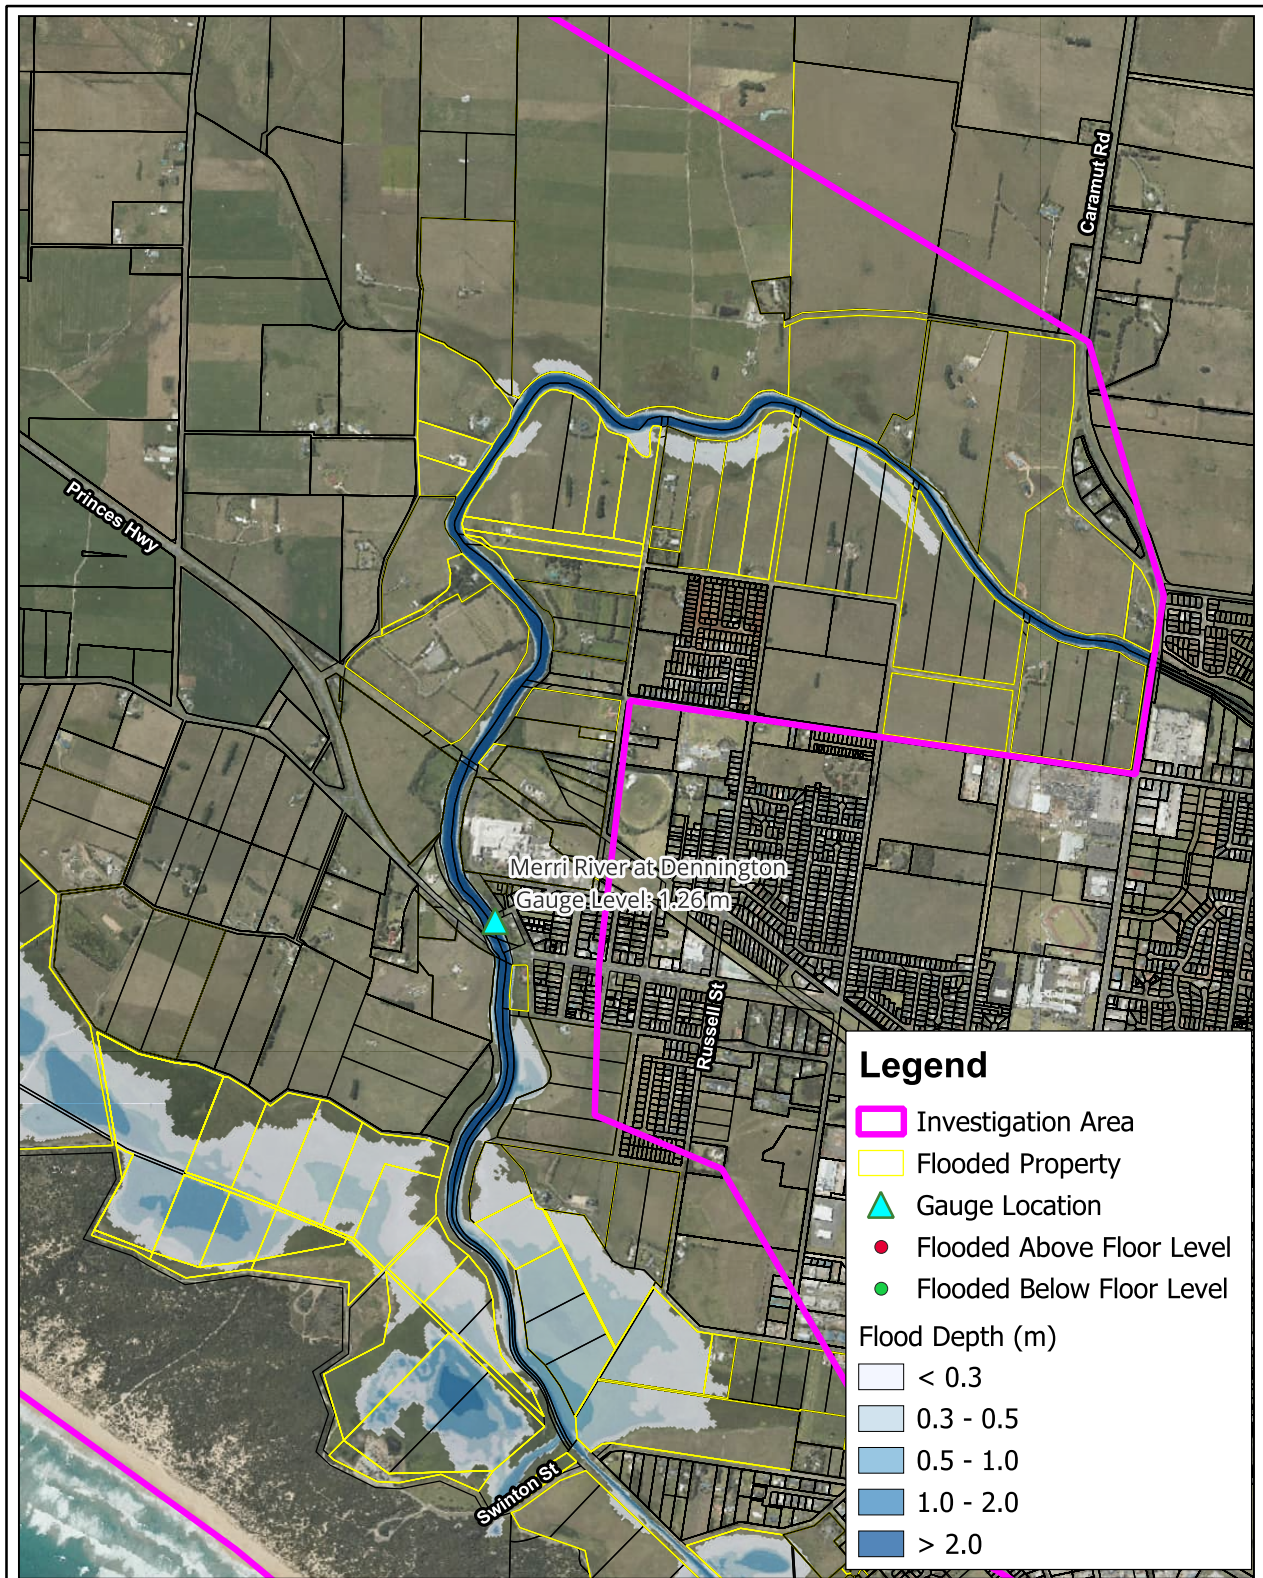 Caramut Rd
Princes Hwy
Merri River at Dennington
Gauge Level: 1.26 m
Russell St
Swinton St
Legend
Investigation Area
Flooded Property
Gauge Location
Flooded Above Floor Level
Flooded Below Floor Level
Flood Depth (m)
< 0.3
0.3 - 0.5
0.5 - 1.0
1.0 - 2.0
> 2.0